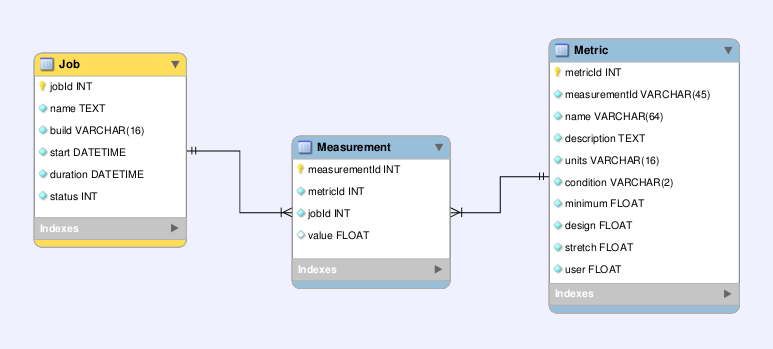 Job
jobId INT
name TEXT
build VARCHAR(16)
start DATETIME
duration DATETIME
status INT
Indexes
Measurement
measurementId INT
metricId INT
jobId INT
value FLOAT
Indexes
Metric
metricId INT
measurementId VARCHAR(45)
name VARCHAR(64)
description TEXT
units VARCHAR(16)
condition VARCHAR(2)
minimum FLOAT
design FLOAT
stretch FLOAT
user FLOAT
Indexes